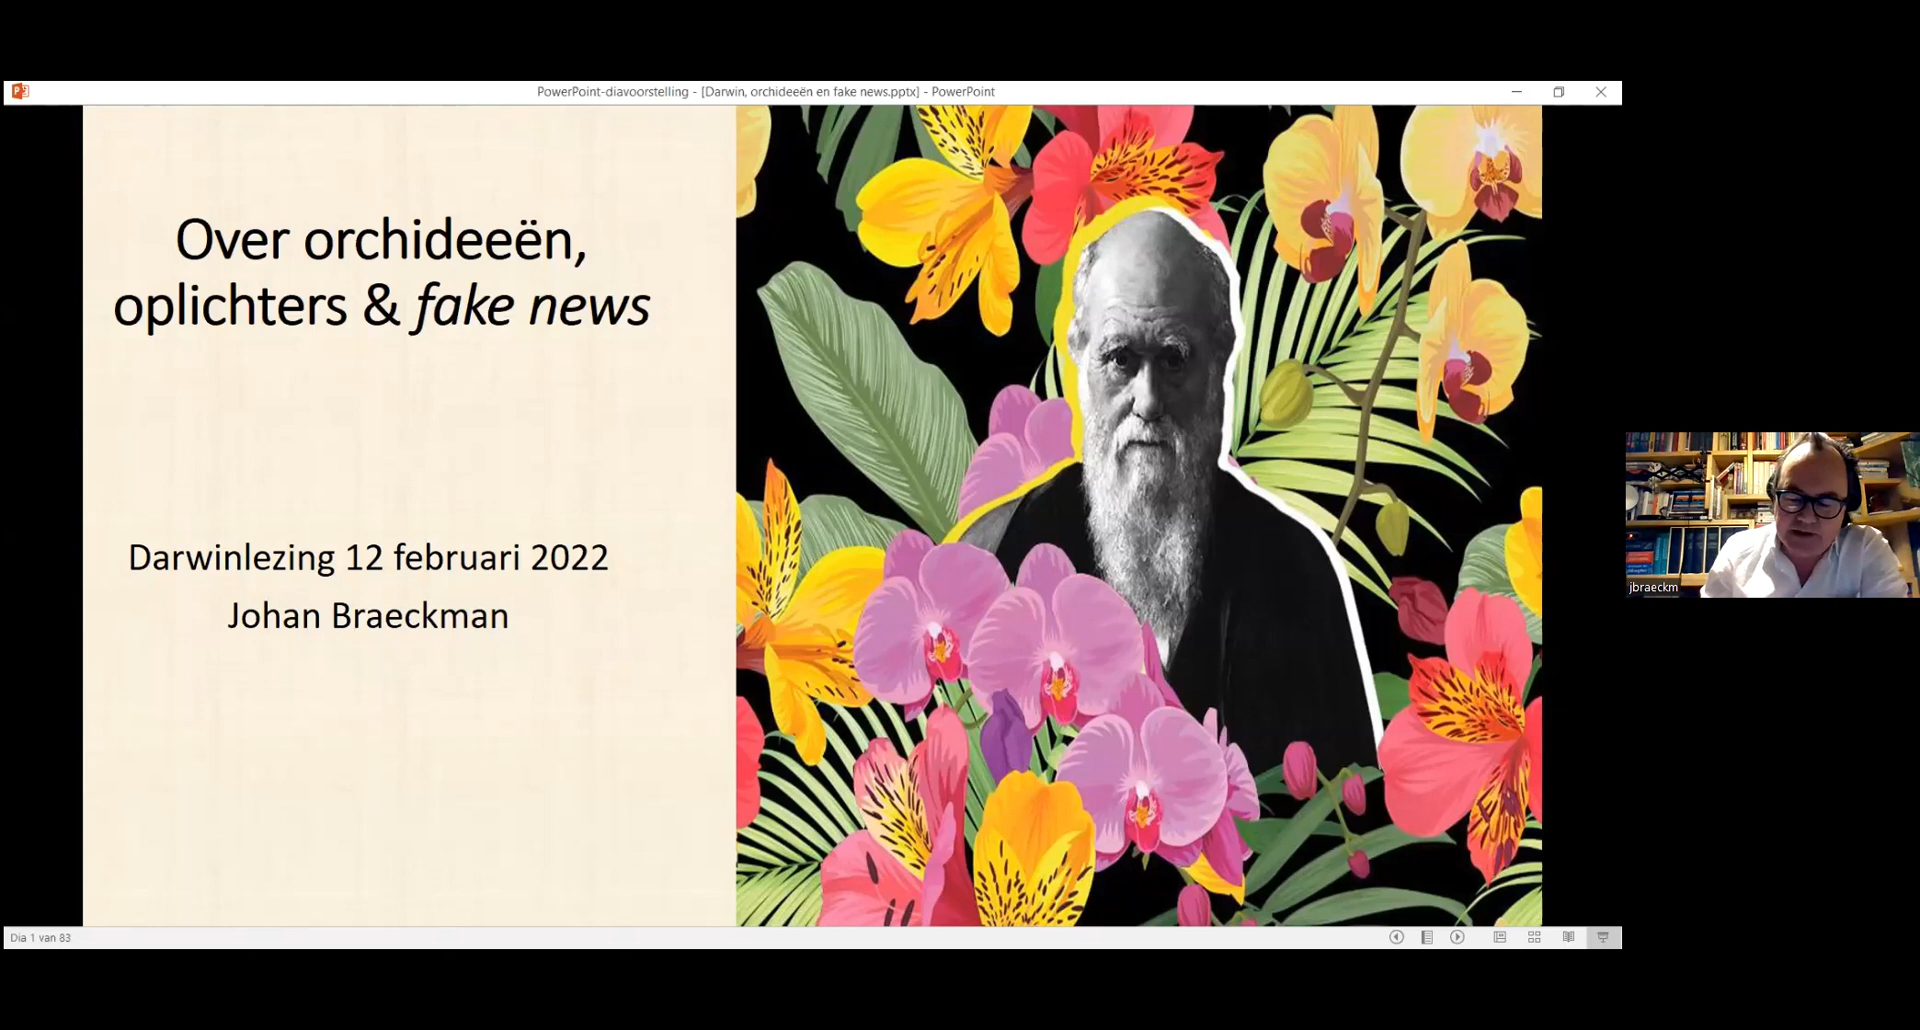 PowerPoint-diavoorstelling - [Darwin, orchideeën en fake news.pptx] - PowerPoint
Over orchideeën,
oplichters & fake news
Darwinlezing 12 februari 2022
Johan Braeckman
jbraeckm
Dia 1 van 83